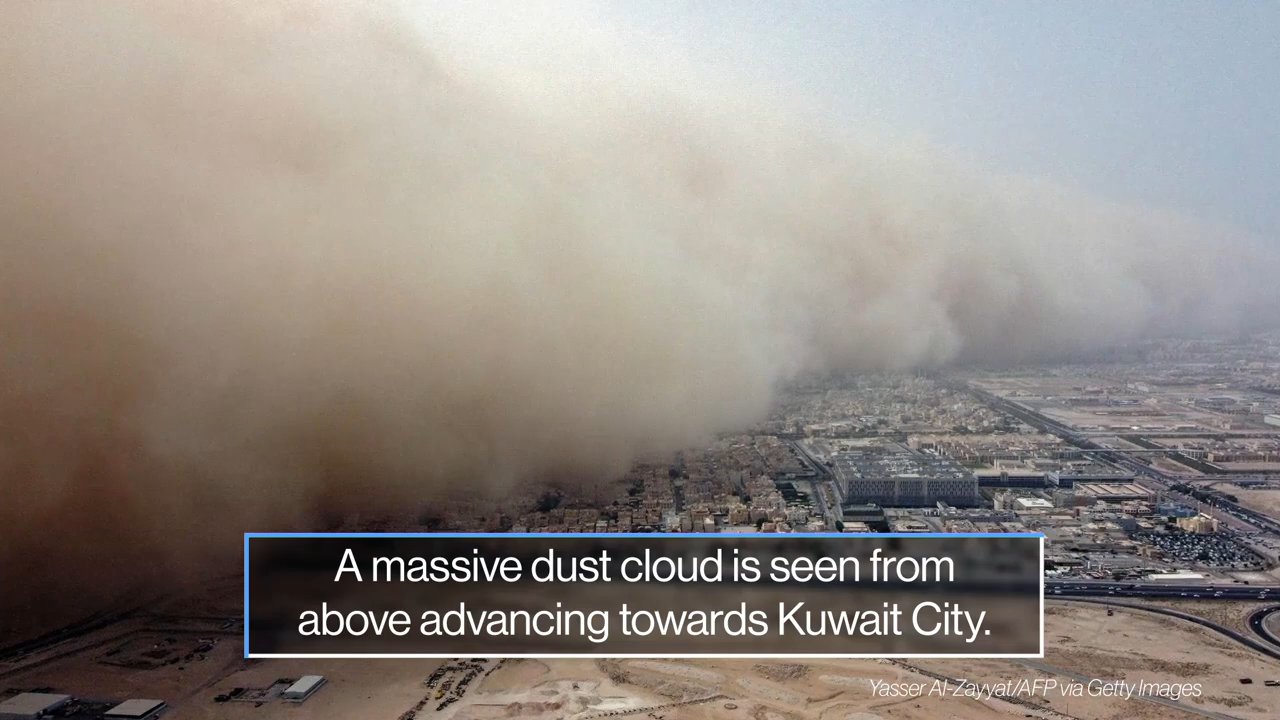 A massive dust cloud is seen from
above advancing towards Kuwait City.
Yasser Al-Zayyat/AFP via Getty Images